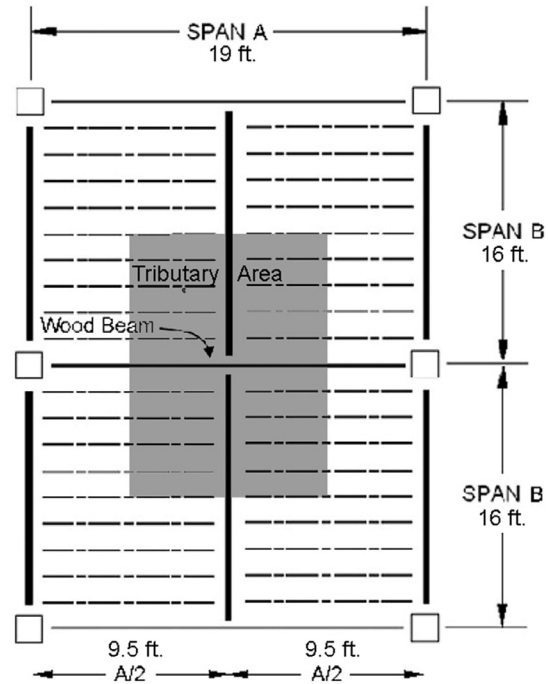 SPAN A
19 ft.
SPAN B
16 ft.
Tributary Area
Wood Beam
SPAN B
16 ft.
9.5 ft. 9.5 ft.
A/2 A/2